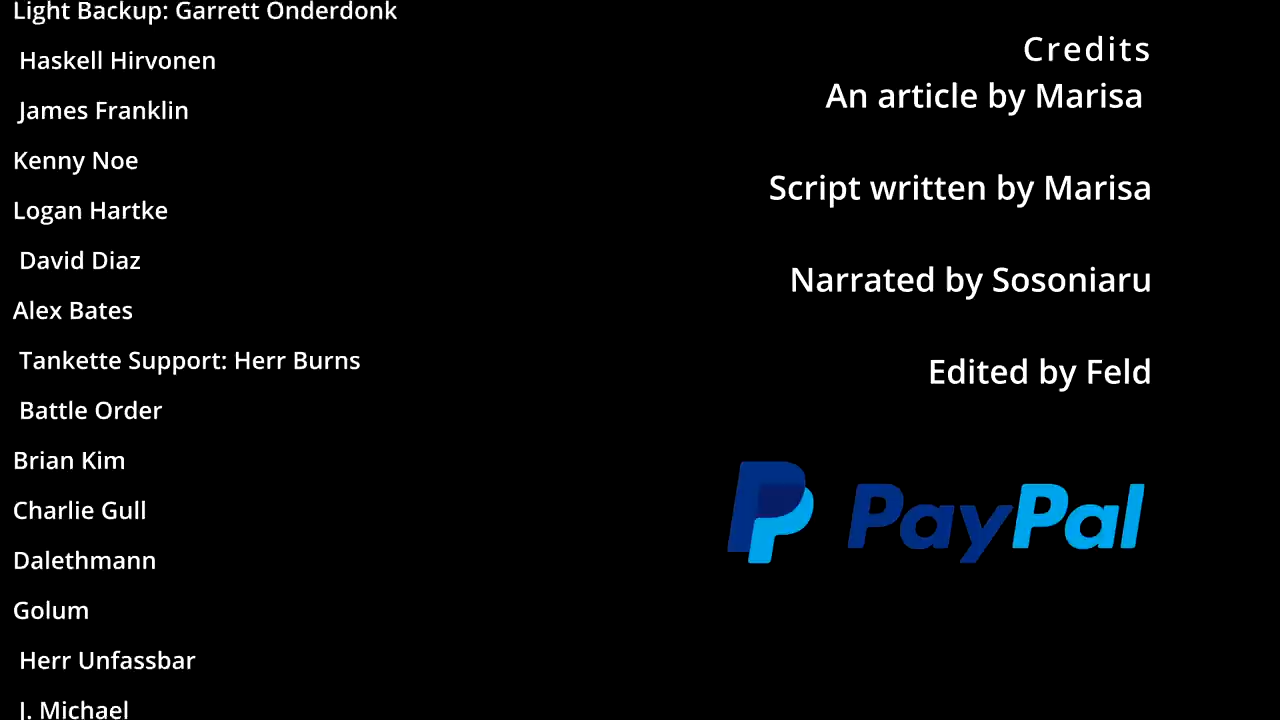 Light Backup: Garrett Onderdonk
Haskell Hirvonen
James Franklin
Kenny Noe
Logan Hartke
David Diaz
Alex Bates
Tankette Support: Herr Burns
Battle Order
Brian Kim
Charlie Gull
Dalethmann
Golum
Herr Unfassbar
J. Michael
Credits
An article by Marisa
Script written by Marisa
Narrated by Sosoniaru
Edited by Feld
PayPal